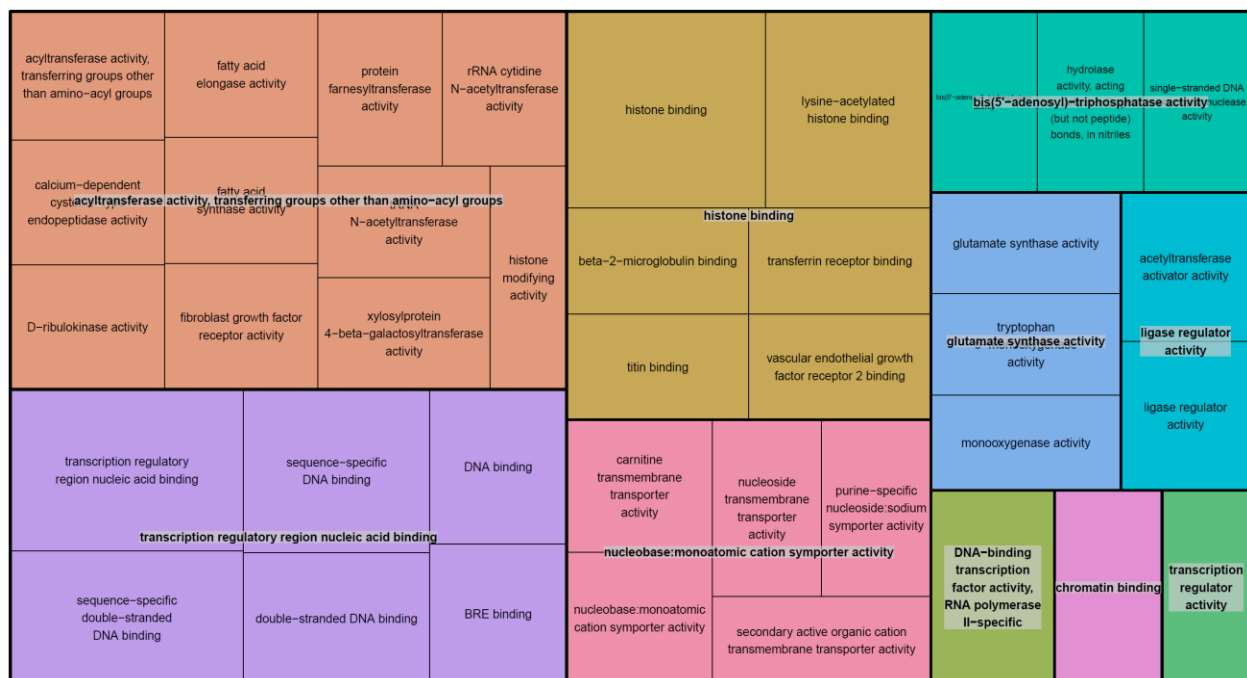 acyltransferase activity,
transferring groups other
than amino−acyl groups
fatty acid
elongase activity
protein
farnesyltransferase
activity
rRNA cytidine
N−acetyltransferase activity
calcium−dependent
endopeptidase activity
fatty acid
synthase activity
N−acetyltransferase
activity
histone
modifying
activity
acyltransferase activity, transferring groups other than amino−acyl groups
D−ribulokinase activity
fibroblast growth factor
receptor activity
xylosylprotein
4−beta−galactosyltransferase
activity
transcription regulatory
region nucleic acid binding
sequence−specific
DNA binding
DNA binding
transcription regulatory region nucleic acid binding
sequence−specific
double−stranded
DNA binding
double−stranded DNA binding
BRE binding
histone binding
lysine−acetylated
histone binding
histone binding
beta−2−microglobulin binding
transferrin receptor binding
titin binding
vascular endothelial growth
factor receptor 2 binding
carnitine
transmembrane
transporter
activity
nucleoside
transmembrane
transporter
activity
purine−specific
nucleoside:sodium
symporter activity
nucleobase:monoatomic cation symporter activity
nucleobase:monoatomic
cation symporter activity
secondary active organic cation
transmembrane transporter activity
hydrolase
activity, acting
(but not peptide)
bonds, in nitriles
single−stranded DNA
activity
bis(5'−adenosyl)−triphosphatase activity
glutamate synthase activity
tryptophan
activity
glutamate synthase activity
monooxygenase activity
acetyltransferase
activator activity
ligase regulator
activity
ligase regulator
activity
DNA−binding
transcription
factor activity,
RNA polymerase
II−specific
chromatin binding
transcription
regulator
activity